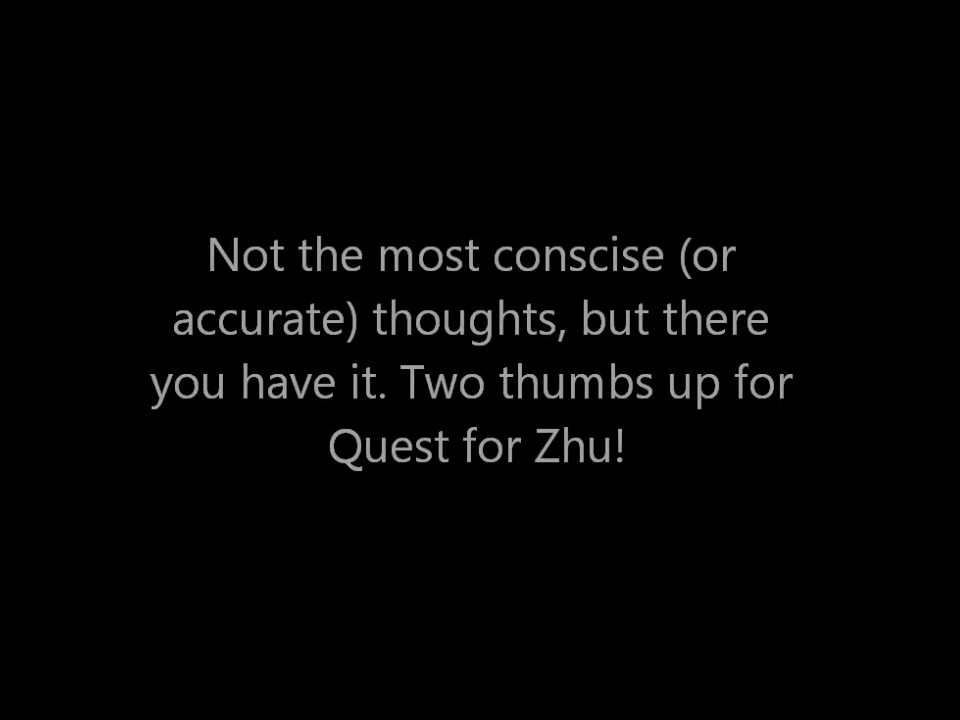 Not the most conscise (or
accurate) thoughts, but there
you have it. Two thumbs up for
Quest for Zhu!